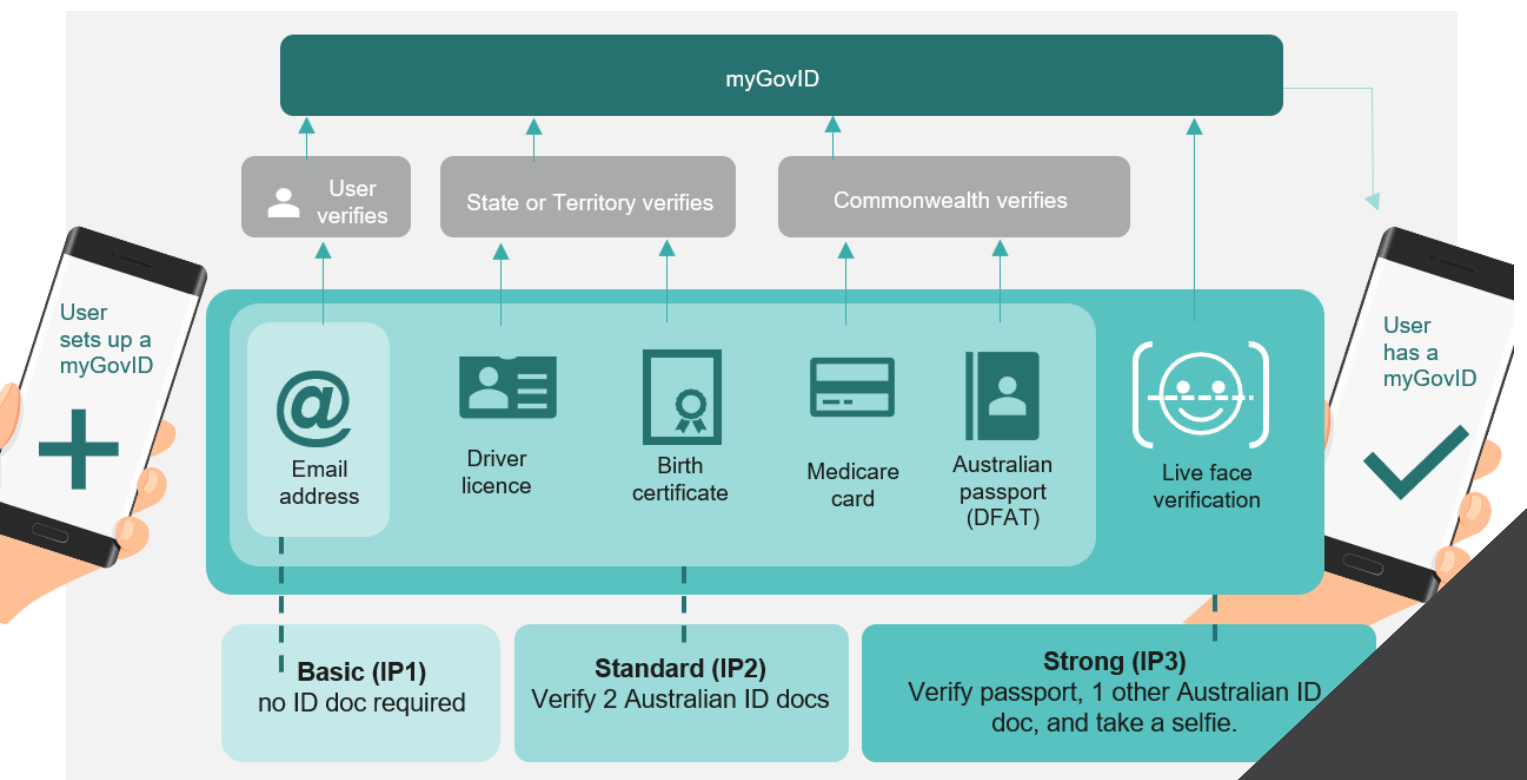 myGovID
User
verifies
State or Territory verifies
Commonwealth verifies
User
sets up a
myGovID
User
has a
myGovID
@
Email
address
Driver
licence
Birth
certificate
Medicare
card
Australian
passport
(DFAT)
Live face
verification
Basic (IP1)
no ID doc required
Standard (IP2)
Verify 2 Australian ID docs
Strong (IP3)
Verify passport, 1 other Australian ID
doc, and take a selfie.